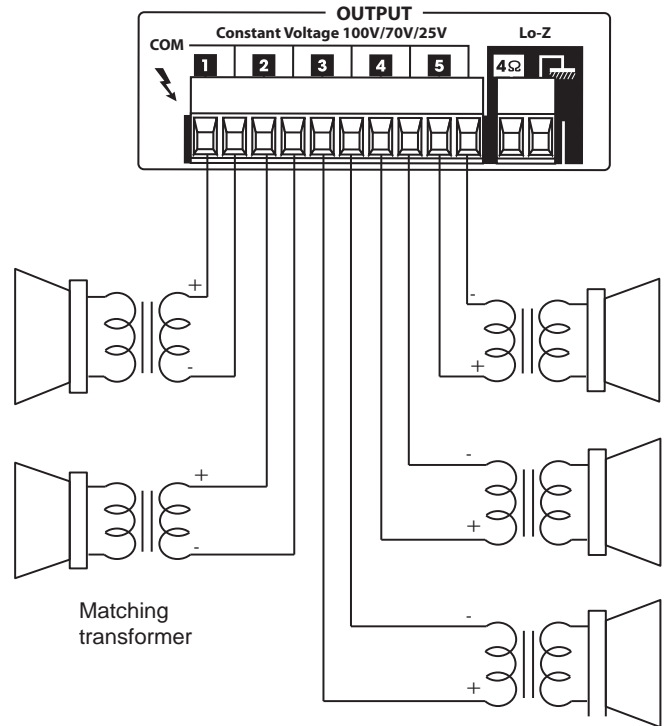 OUTPUT
Constant Voltage 100V/70V/25V
Lo-Z
COM
1 2 3 4 5
4Ω
+
-
-
+
+
-
-
+
Matching
transformer
-
+